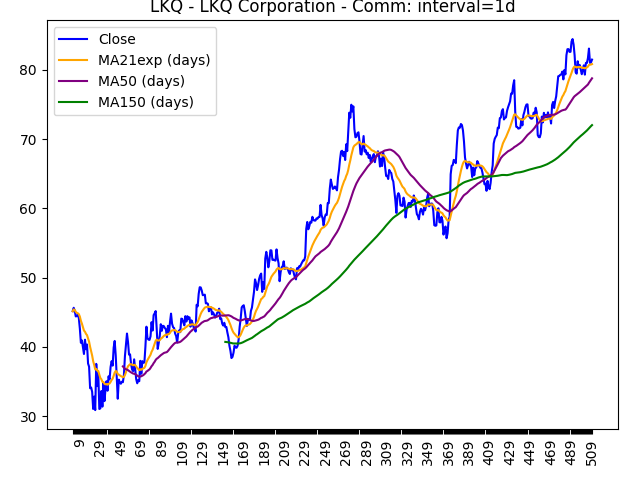 LKQ - LKQ Corporation - Comm: interval=1d
Close
MA21exp (days)
MA50 (days)
MA150 (days)
80
70
60
50
40
30
9 29 49 69 89 109 129 149 169 189 209 229 249 269 289 309 329 349 369 389 409 429 449 469 489 509